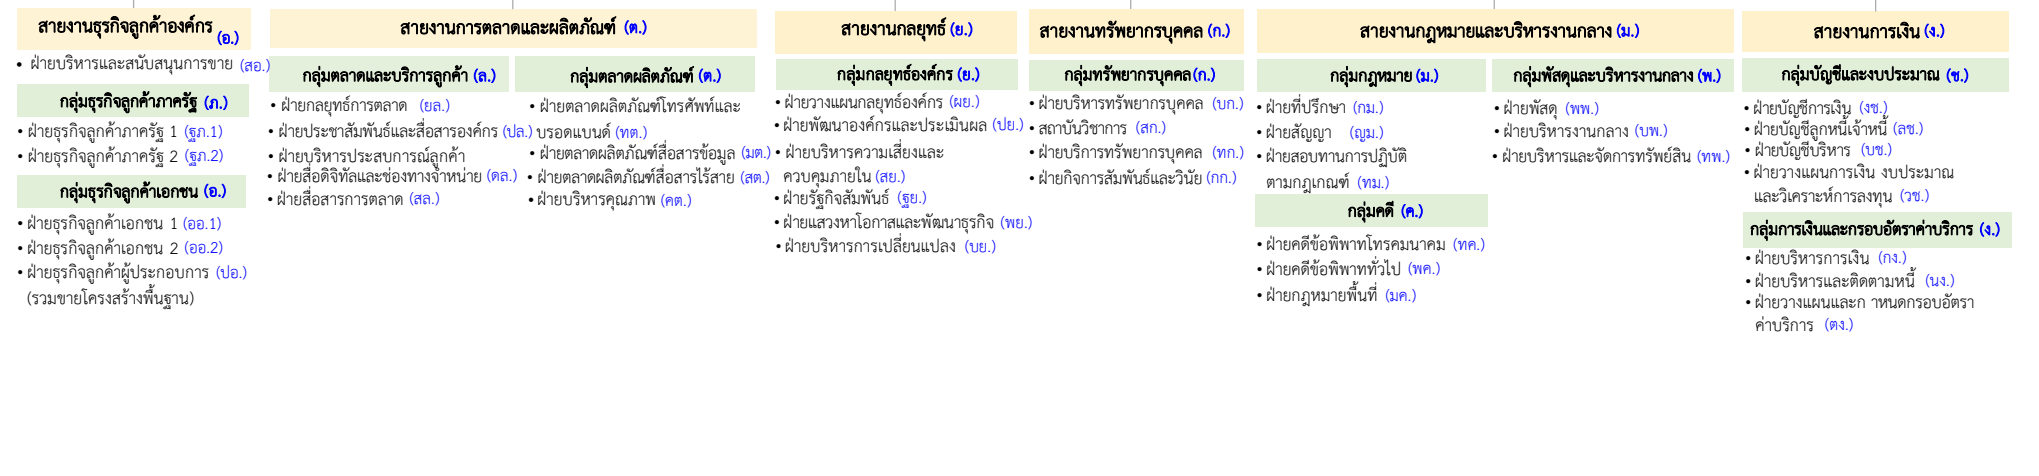 สายงานธุรกิจลูกค้าองค์กร (อ.)
• ฝ่ายบริหารและสนับสนุนการขาย (สอ.)
กลุ่มธุรกิจลูกค้าภาครัฐ (ภ.)
• ฝ่ายธุรกิจลูกค้าภาครัฐ 1 (ฐภ.1)
• ฝ่ายธุรกิจลูกค้าภาครัฐ 2 (ฐภ.2)
กลุ่มธุรกิจลูกค้าเอกชน (อ.)
• ฝ่ายธุรกิจลูกค้าเอกชน 1 (ออ.1)
• ฝ่ายธุรกิจลูกค้าเอกชน 2 (ออ.2)
• ฝ่ายธุรกิจลูกค้าผู้ประกอบการ (ปอ.)
(รวมขายโครงสร้างพื้นฐาน)
สายงานการตลาดและผลิตภัณฑ์ (ต.)
กลุ่มตลาดและบริการลูกค้า (ล.)
• ฝ่ายกลยุทธ์การตลาด (ยล.)
• ฝ่ายประชาสัมพันธ์และสื่อสารองค์กร (ปล.)
• ฝ่ายบริหารประสบการณ์ลูกค้า
• ฝ่ายสื่อดิจิทัลและช่องทางจำหน่าย (ดล.)
• ฝ่ายสื่อสารการตลาด (สล.)
กลุ่มตลาดผลิตภัณฑ์ (ต.)
• ฝ่ายตลาดผลิตภัณฑ์โทรศัพท์และ
บรอดแบนด์ (ทต.)
• ฝ่ายตลาดผลิตภัณฑ์สื่อสารข้อมูล (มต.)
• ฝ่ายตลาดผลิตภัณฑ์สื่อสารไร้สาย (สต.)
• ฝ่ายบริหารคุณภาพ (คต.)
สายงานกลยุทธ์ (ย.)
กลุ่มกลยุทธ์องค์กร (ย.)
• ฝ่ายวางแผนกลยุทธ์องค์กร (ผย.)
• ฝ่ายพัฒนาองค์กรและประเมินผล (ปย.)
• ฝ่ายบริหารความเสี่ยงและ
ควบคุมภายใน (สย.)
• ฝ่ายรัฐกิจสัมพันธ์ (ฐย.)
• ฝ่ายแสวงหาโอกาสและพัฒนาธุรกิจ (พย.)
• ฝ่ายบริหารการเปลี่ยนแปลง (บย.)
สายงานทรัพยากรบุคคล (ก.)
กลุ่มทรัพยากรบุคคล(ก.)
• ฝ่ายบริหารทรัพยากรบุคคล (บก.)
• สถาบันวิชาการ (สก.)
• ฝ่ายบริการทรัพยากรบุคคล (ทก.)
• ฝ่ายกิจการสัมพันธ์และวินัย (กก.)
สายงานกฎหมายและบริหารงานกลาง (ม.)
กลุ่มกฎหมาย (ม.)
• ฝ่ายที่ปรึกษา (กม.)
• ฝ่ายสัญญา (ญม.)
• ฝ่ายสอบทานการปฏิบัติ
ตามกฎเกณฑ์ (ทม.)
กลุ่มคดี (ค.)
• ฝ่ายคดีข้อพิพาทโทรคมนาคม (ทค.)
• ฝ่ายคดีข้อพิพาททั่วไป (พค.)
• ฝ่ายกฎหมายพื้นที่ (มค.)
กลุ่มพัสดุและบริหารงานกลาง (พ.)
• ฝ่ายพัสดุ (พพ.)
• ฝ่ายบริหารงานกลาง (บพ.)
• ฝ่ายบริหารและจัดการทรัพย์สิน (ทพ.)
สายงานการเงิน (ง.)
กลุ่มบัญชีและงบประมาณ (ช.)
• ฝ่ายบัญชีการเงิน (งช.)
• ฝ่ายบัญชีลูกหนี้เจ้าหนี้ (ลช.)
• ฝ่ายบัญชีบริหาร (บช.)
• ฝ่ายวางแผนการเงิน งบประมาณ
และวิเคราะห์การลงทุน (วช.)
กลุ่มการเงินและกรอบอัตราค่าบริการ (ง.)
• ฝ่ายบริหารการเงิน (กง.)
• ฝ่ายบริหารและติดตามหนี้ (นง.)
• ฝ่ายวางแผนและก าหนดกรอบอัตรา
ค่าบริการ (ตง.)